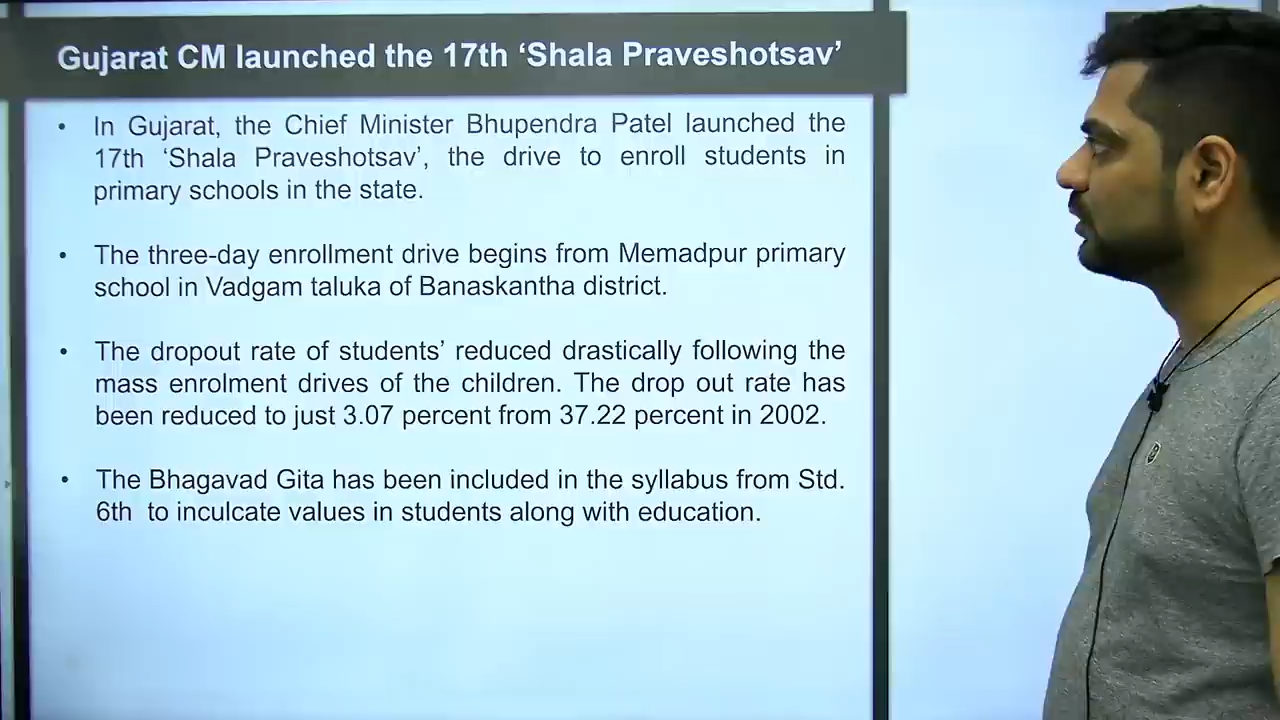 Gujarat CM launched the 17th ‘Shala Praveshotsav’
• In Gujarat, the Chief Minister Bhupendra Patel launched the
17th ‘Shala Praveshotsav’, the drive to enroll students in
primary schools in the state.
• The three-day enrollment drive begins from Memadpur primary
school in Vadgam taluka of Banaskantha district.
• The dropout rate of students’ reduced drastically following the
mass enrolment drives of the children. The drop out rate has
been reduced to just 3.07 percent from 37.22 percent in 2002.
• The Bhagavad Gita has been included in the syllabus from Std.
6th to inculcate values in students along with education.